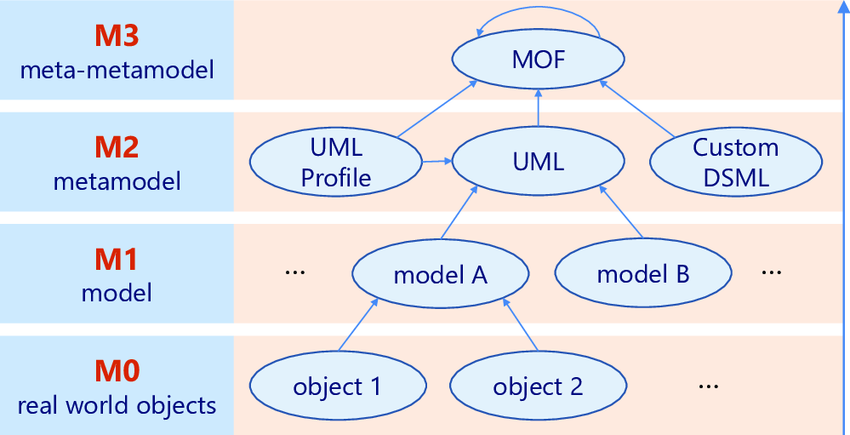 M3
meta-metamodel
MOF
M2
metamodel
UML
Profile
UML
Custom
DSML
M1
model
...
model A
model B
...
M0
real world objects
object 1
object 2
...